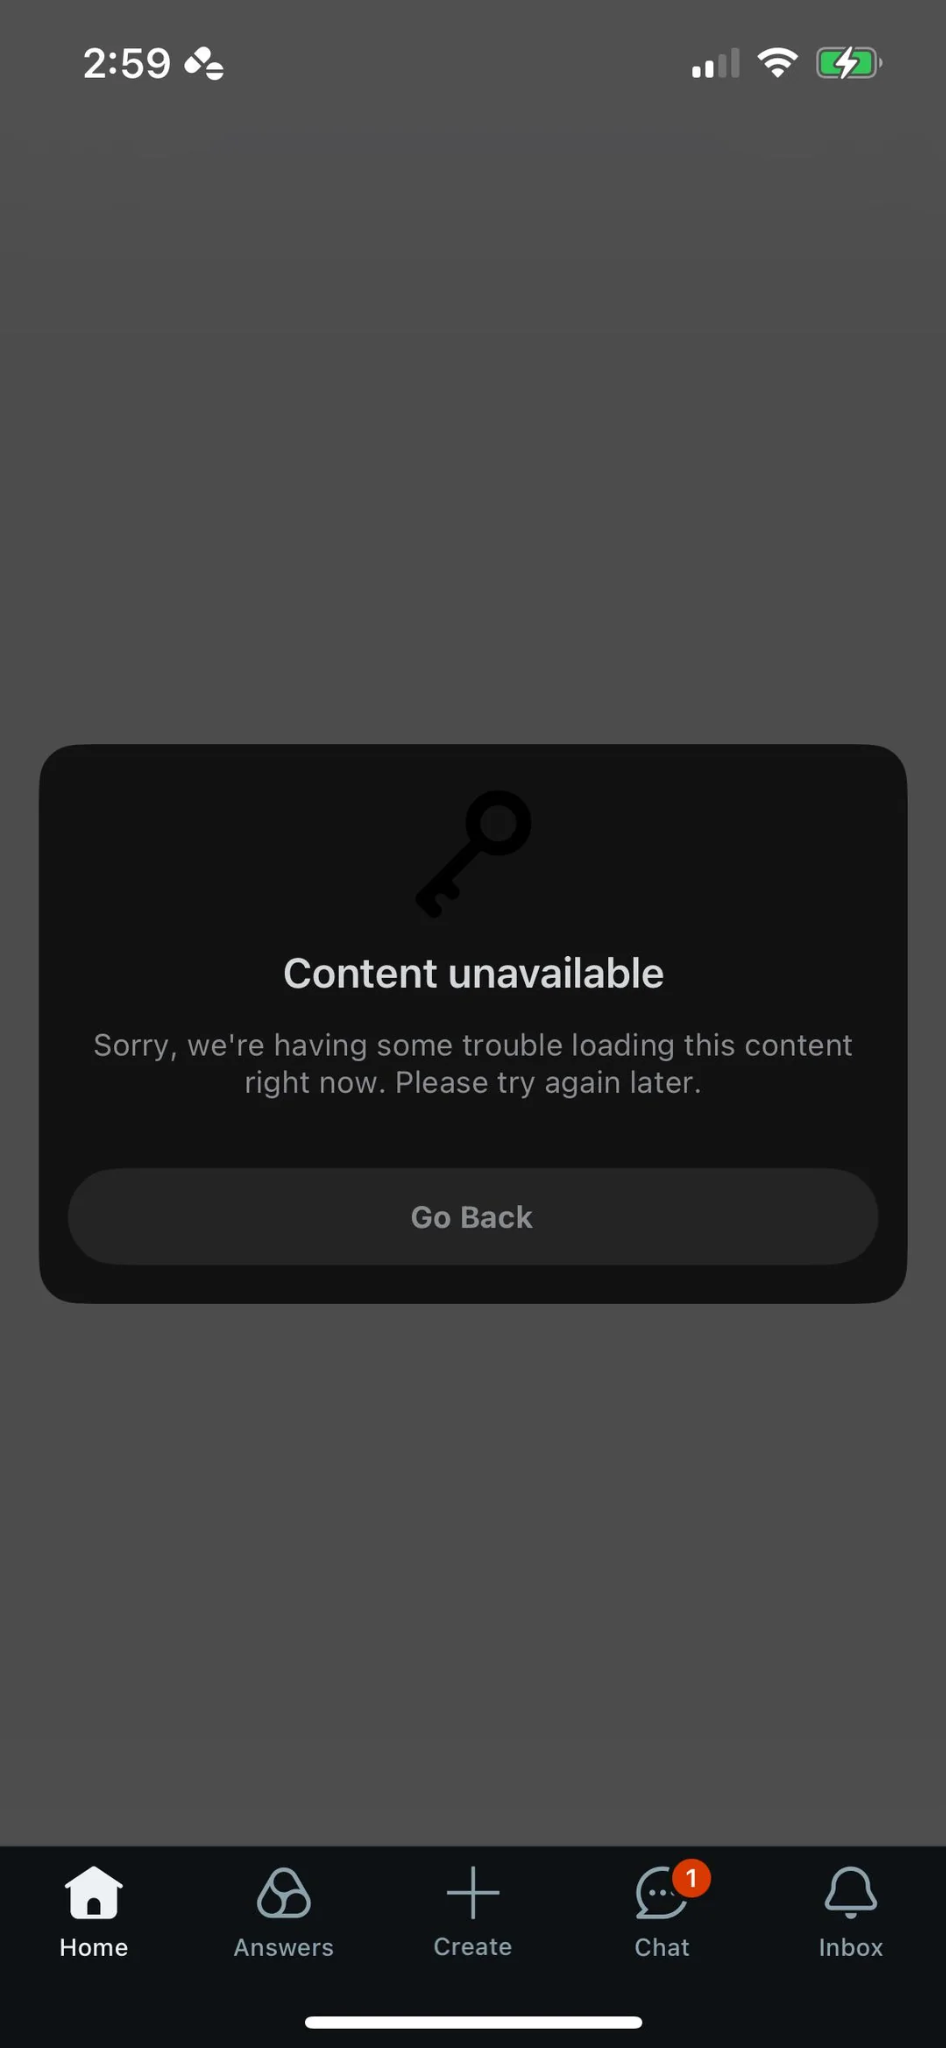 2:59
Content unavailable
Sorry, we're having some trouble loading this content
right now. Please try again later.
Go Back
1
Home
Answers
Create
Chat
Inbox